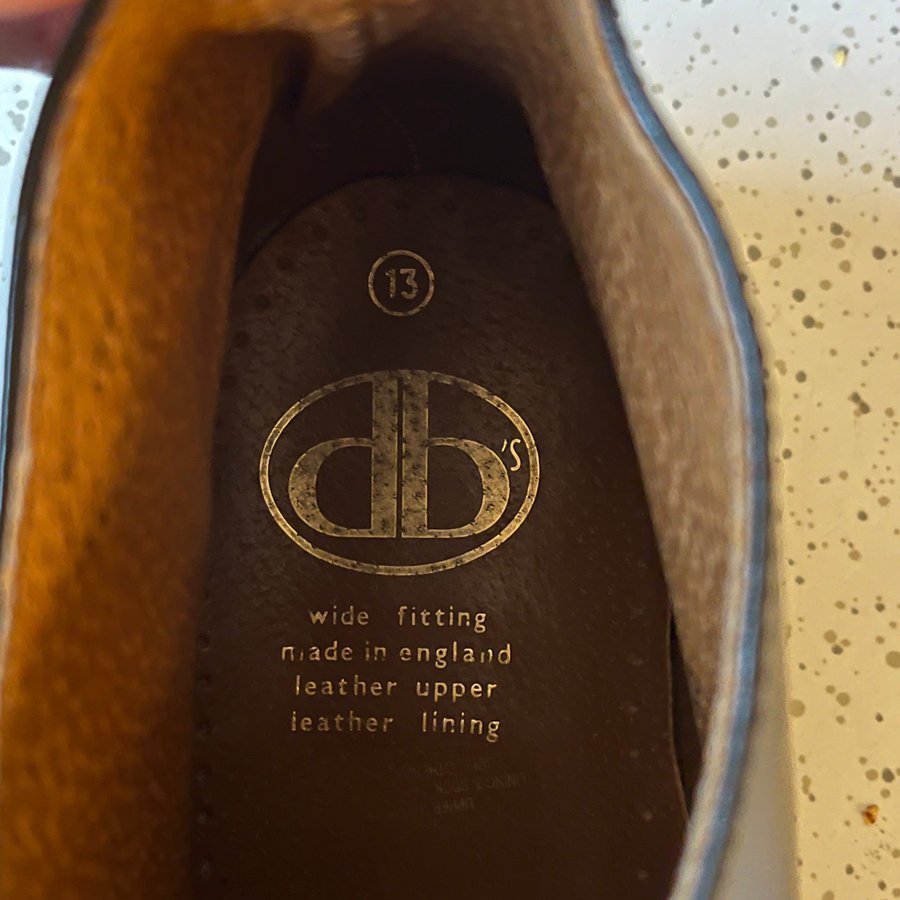 13
db's
wide fitting
made in england
leather upper
leather lining